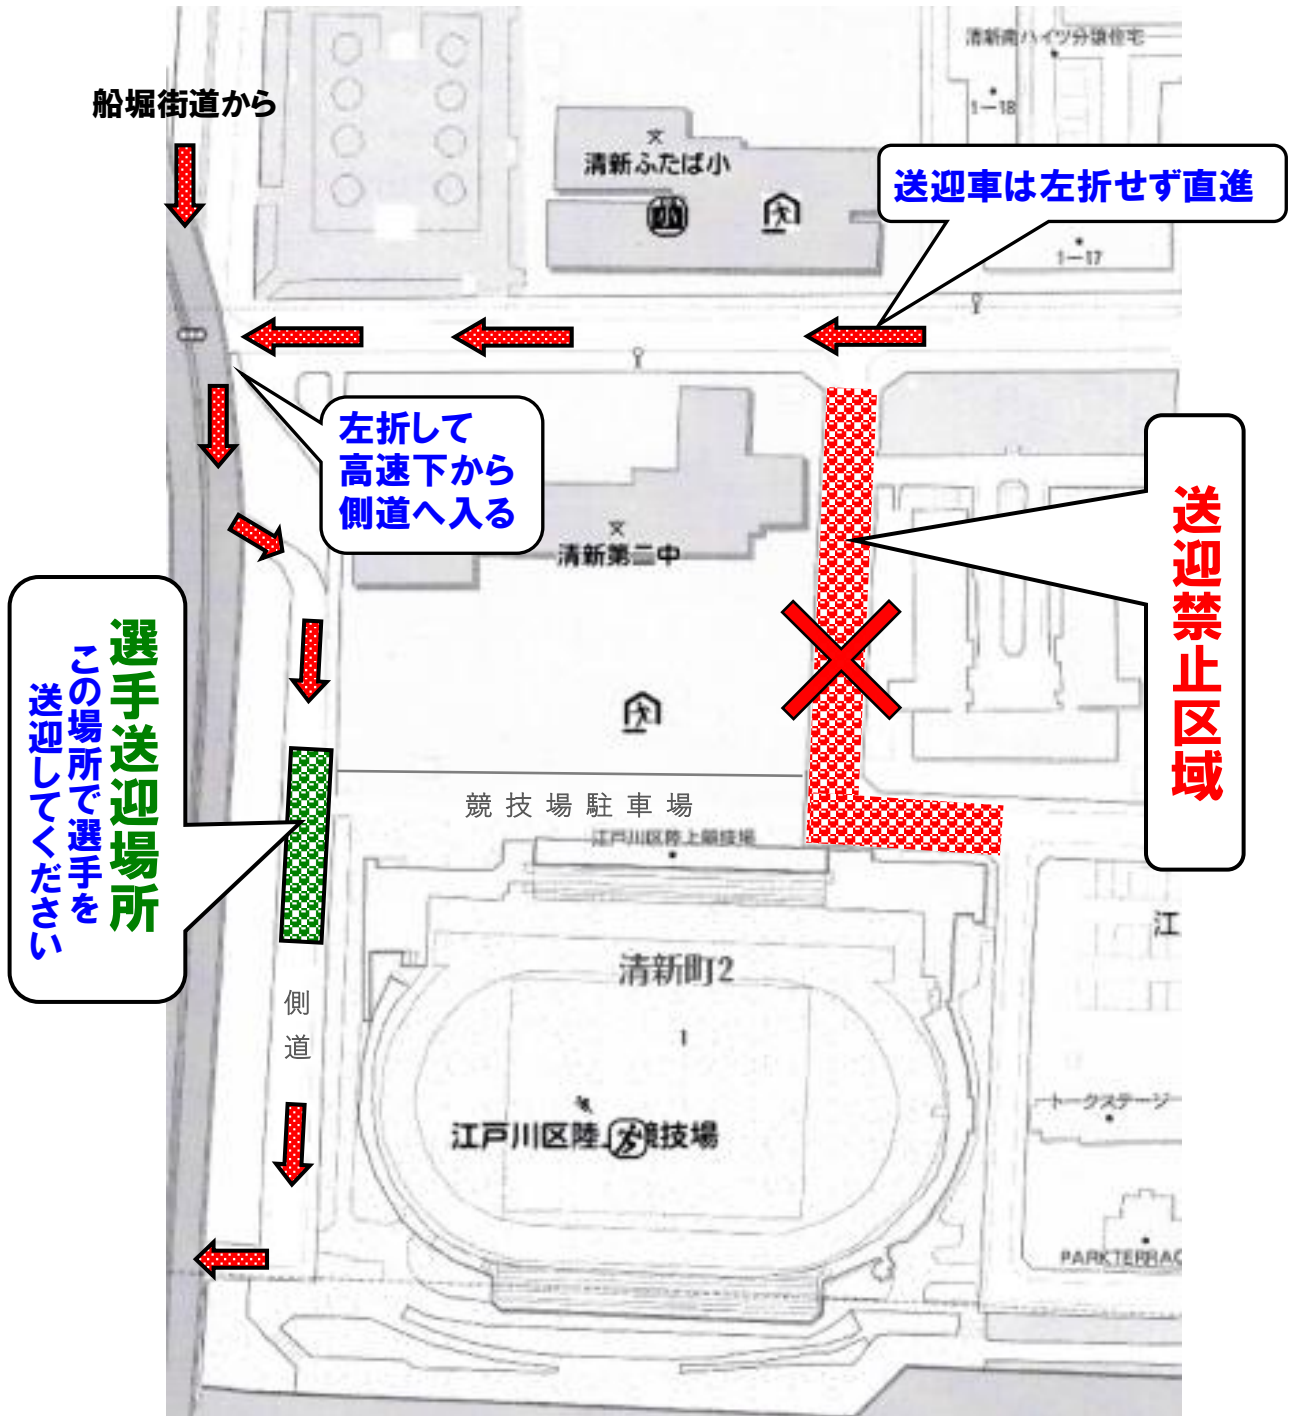 清新南ハイツ分譲住宅
船堀街道から
1-18
清新ふたば小
送迎車は左折せず直進
1-17
左折して
高速下から
側道へ入る
清新第二中
送迎禁止区域
選手送迎場所
この場所で選手を
送迎してください
競技場駐車場
江戸川区陸上競技場
江
清新町2
1
側道
トークステージ
江戸川区陸上競技場
PARKTERRAC